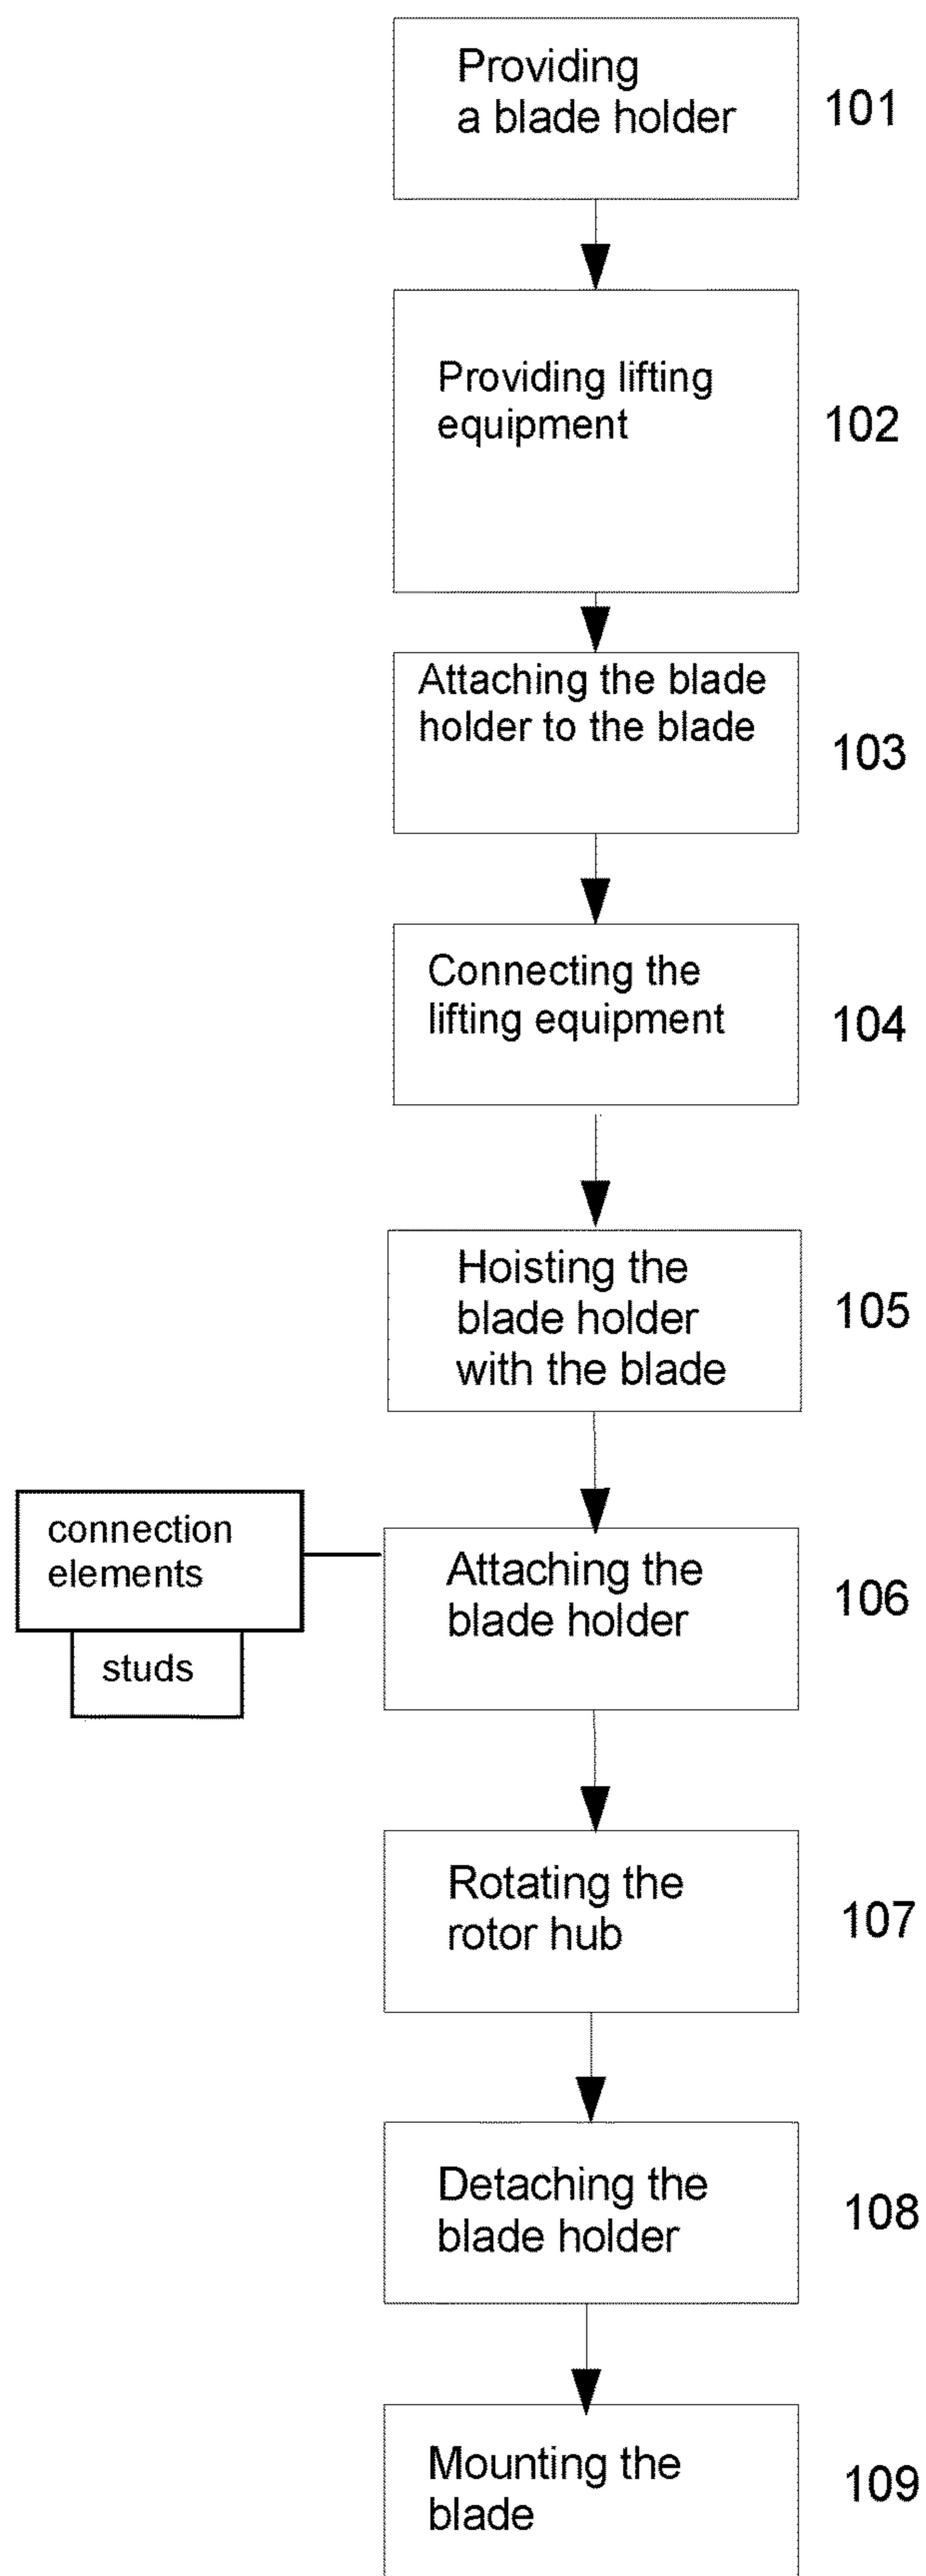 Providing
a blade holder
101
Providing lifting
equipment
102
Attaching the blade
holder to the blade
103
Connecting the
lifting equipment
104
Hoisting the
blade holder
with the blade
105
connection
elements
studs
Attaching the
blade holder
106
Rotating the
rotor hub
107
Detaching the
blade holder
108
Mounting the
blade
109